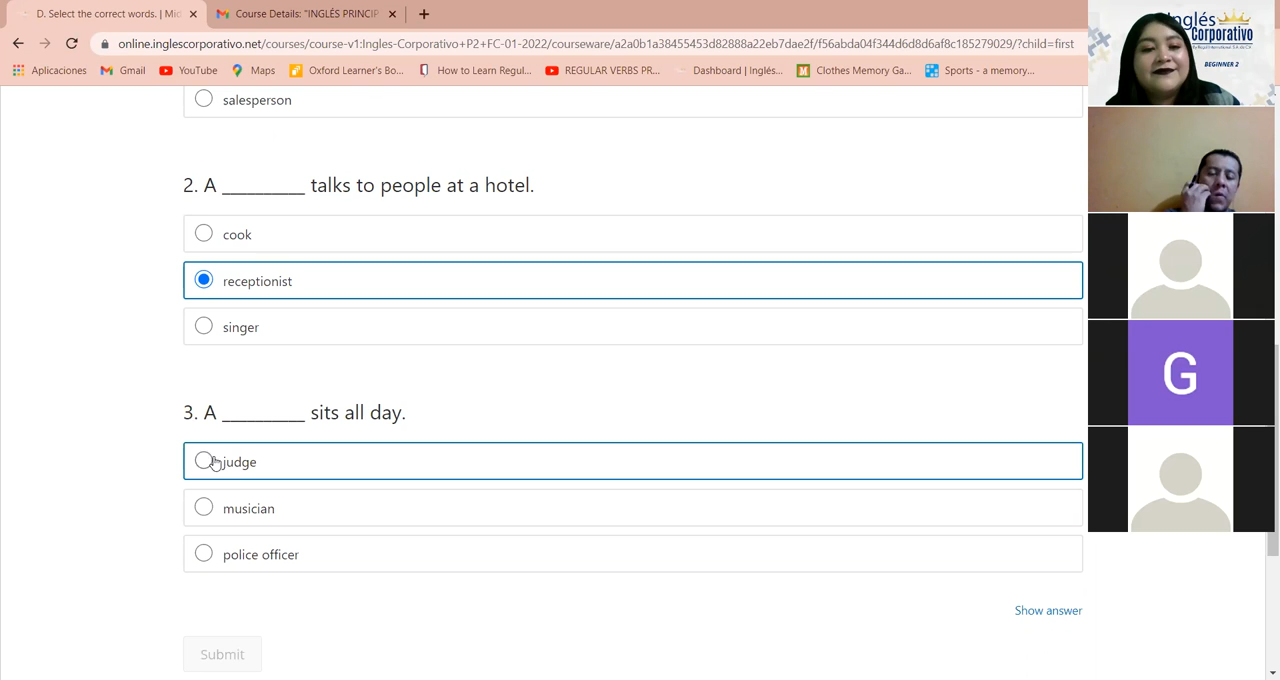 D. Select the correct words. | Mic
Course Details: "INGLÉS PRINCIP
online.inglescorporativo.net/courses/course-v1:Ingles-Corporativo+P2+FC-01-2022/courseware/a2a0b1a38455453d82888a22eb7dae2f/f56abda04f344d6d8d6af8c185279029/?child=first
Aplicaciones Gmail YouTube Maps Oxford Learner's Bo... How to Learn Regul... REGULAR VERBS PR... Dashboard | Inglés... Clothes Memory Ga... Sports - a memory...
Inglés
Corporativo
BEGINNER 2
salesperson
2. A __________ talks to people at a hotel.
cook
receptionist
singer
3. A __________ sits all day.
judge
musician
police officer
Show answer
Submit
G